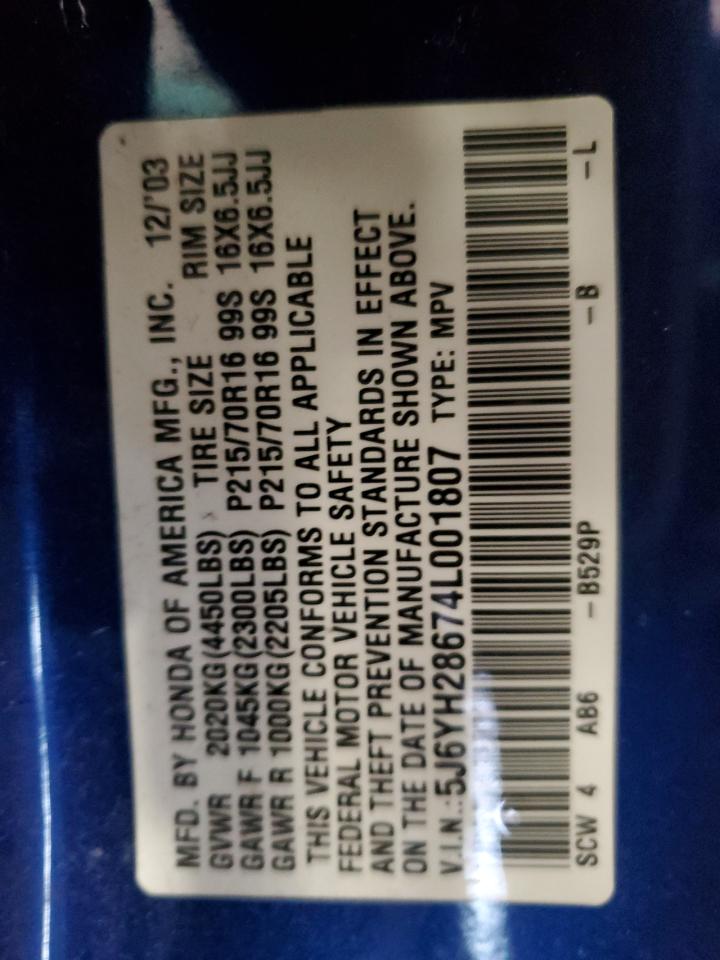 MFD. BY HONDA OF AMERICA MFG., INC. 12/'03
GVWR 2020KG(4450LBS) TIRE SIZE RIM SIZE
GAWR F 1045KG(2300LBS) P215/70R16 99S 16X6.5JJ
GAWR R 1000KG(2205LBS) P215/70R16 99S 16X6.5JJ
THIS VEHICLE CONFORMS TO ALL APPLICABLE
FEDERAL MOTOR VEHICLE SAFETY
AND THEFT PREVENTION STANDARDS IN EFFECT
ON THE DATE OF MANUFACTURE SHOWN ABOVE.
V.I.N.:5J6YH28674L001807 TYPE: MPV
SCW 4 AB6 -B529P -B -L